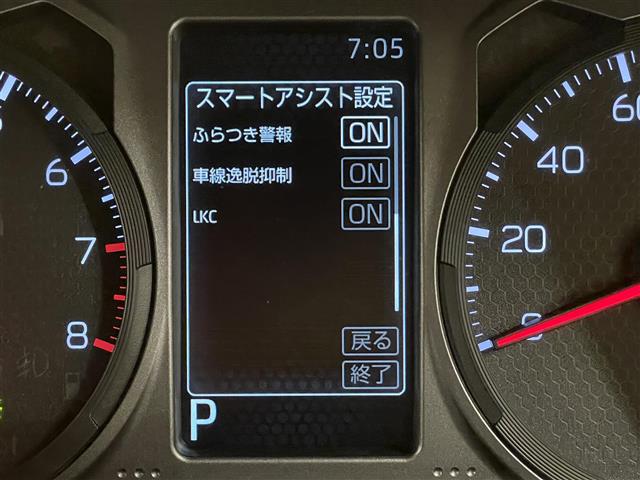 7:05
スマートアシスト設定
ふらつき警報 ON
車線逸脱抑制 ON
LKC ON
戻る
終了
P
6
7
8
60
40
20